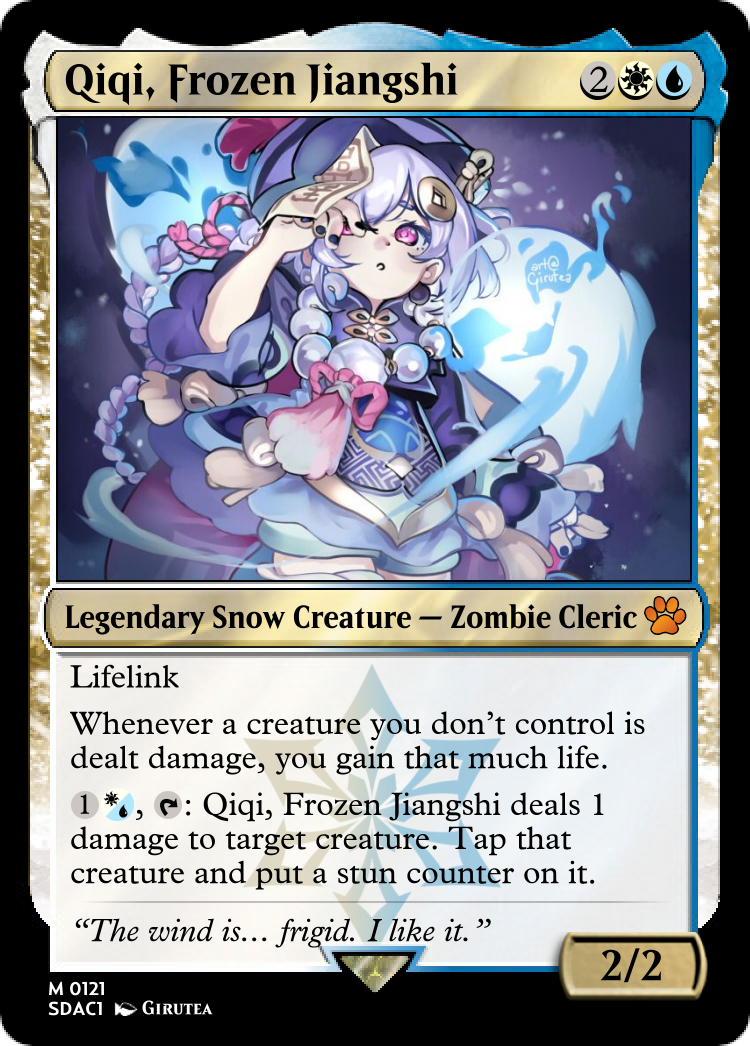 Qiqi, Frozen Jiangshi 2
art@
Girutea
Legendary Snow Creature — Zombie Cleric
Lifelink
Whenever a creature you don't control is
dealt damage, you gain that much life.
1 , : Qiqi, Frozen Jiangshi deals 1
damage to target creature. Tap that
creature and put a stun counter on it.
“The wind is... frigid. I like it.”
2/2
M 0121
SDAC1 GIRUTEA